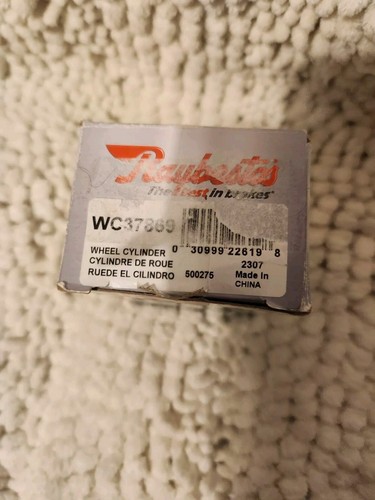 Raybestos
The Best in brakes®
WC37869
WHEEL CYLINDER 0 30999 22619 8
CYLINDRE DE ROUE 2307
RUEDE EL CILINDRO 500275 Made In
CHINA